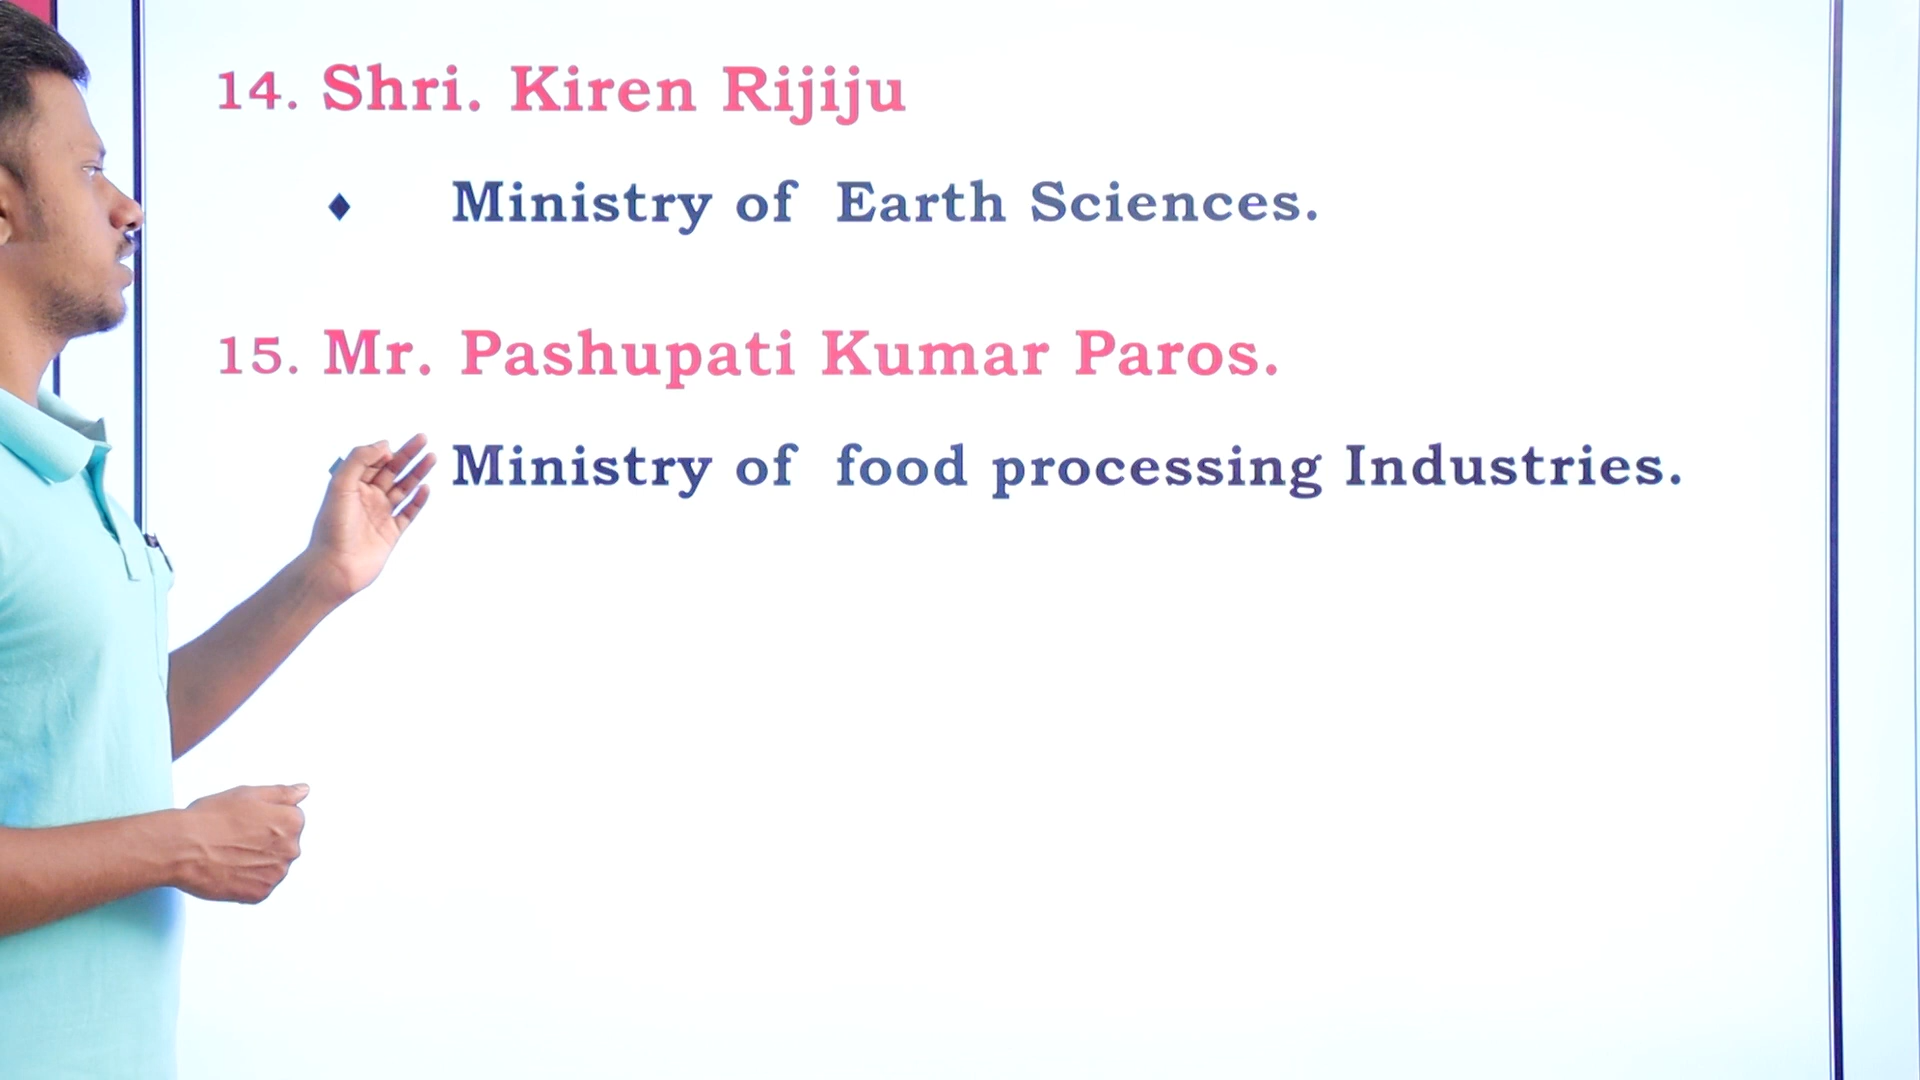 14. Shri. Kiren Rijiju
♦ Ministry of Earth Sciences.
15. Mr. Pashupati Kumar Paros.
Ministry of food processing Industries.